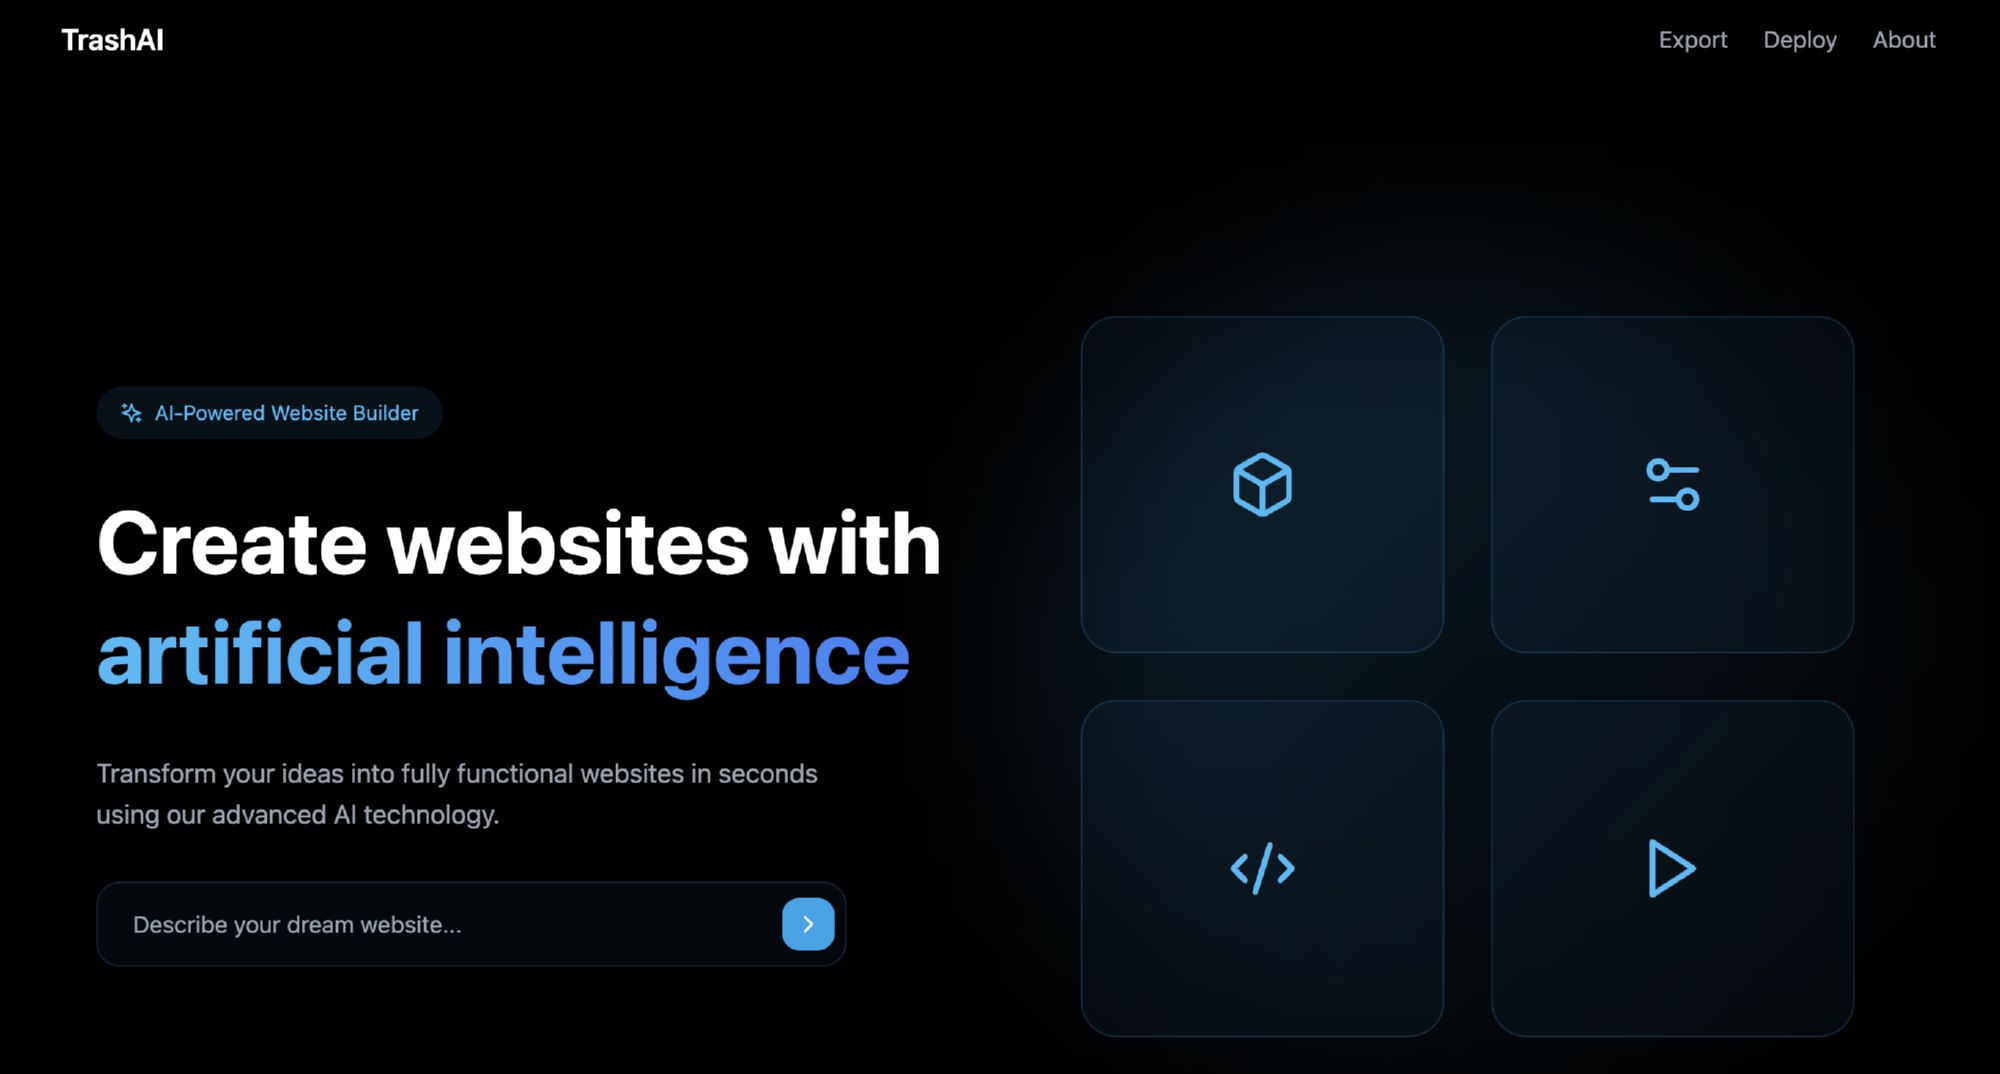 TrashAI
Export Deploy About
AI-Powered Website Builder
Create websites with
artificial intelligence
Transform your ideas into fully functional websites in seconds
using our advanced AI technology.
Describe your dream website...